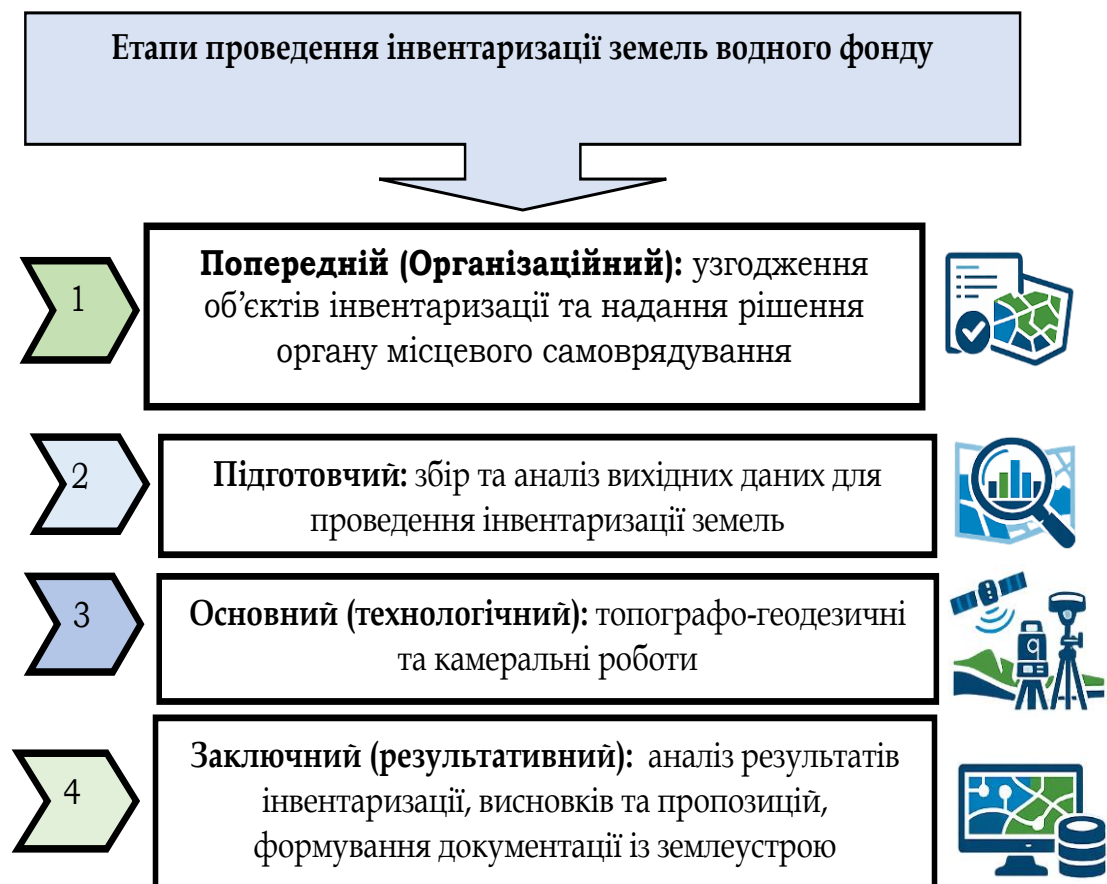 Етапи проведення інвентаризації земель водного фонду
1
Попередній (Організаційний): узгодження
об’єктів інвентаризації та надання рішення
органу місцевого самоврядування
2
Підготовчий: збір та аналіз вихідних даних для
проведення інвентаризації земель
3
Основний (технологічний): топографо-геодезичні
та камеральні роботи
4
Заключний (результативний): аналіз результатів
інвентаризації, висновків та пропозицій,
формування документації із землеустрою